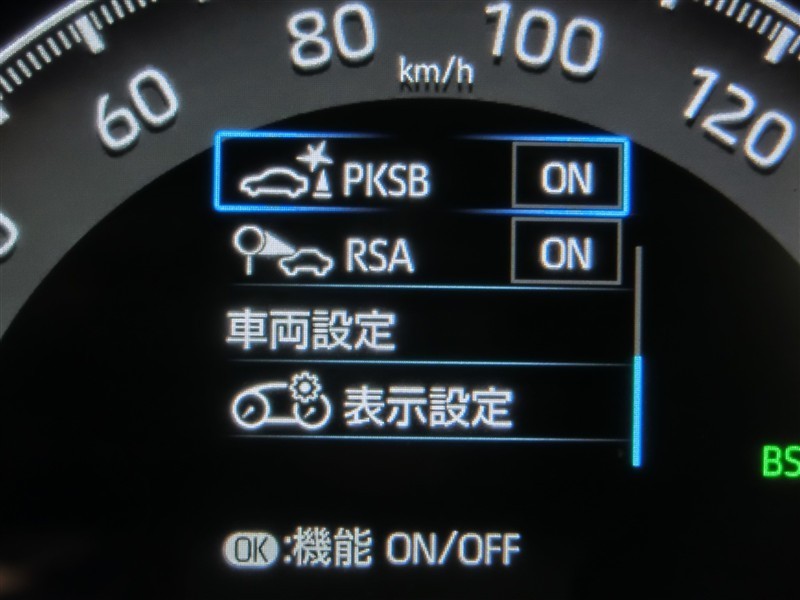 60 80 100 120
km/h
PKSB ON
RSA ON
車両設定
表示設定
BS
OK:機能 ON/OFF